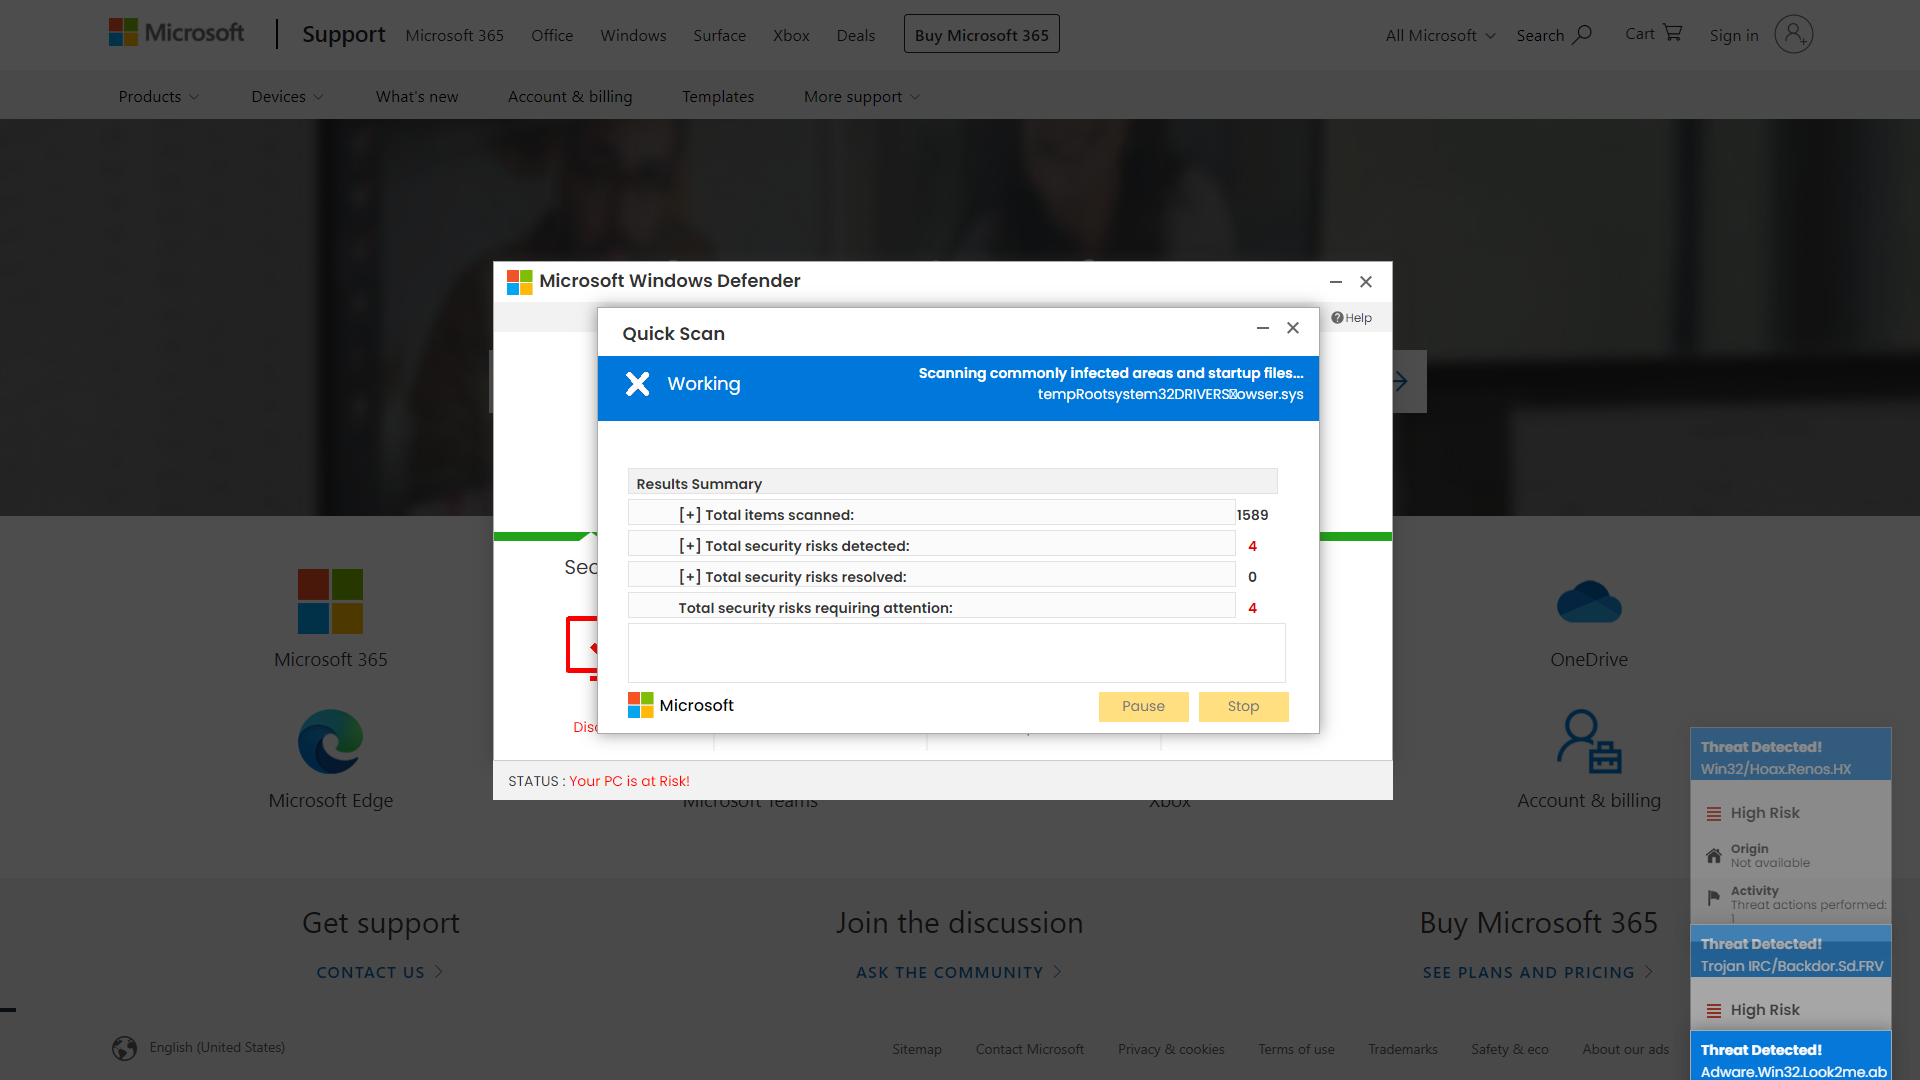 Microsoft
Support
Microsoft 365
Office
Windows
Surface
Xbox
Deals
Buy Microsoft 365
All Microsoft
Search
Cart
Sign in
Products
Devices
What's new
Account & billing
Templates
More support
Microsoft Windows Defender
Help
Quick Scan
Working
Scanning commonly infected areas and startup files...
Results Summary
[+] Total items scanned:
1589
[+] Total security risks detected:
4
[+] Total security risks resolved:
0
Total security risks requiring attention:
4
Microsoft
Pause
Stop
STATUS : Your PC is at Risk!
Microsoft 365
OneDrive
Microsoft Edge
Microsoft Teams
Xbox
Account & billing
Threat Detected!
Win32/Hoax.Renos.HX
High Risk
Origin
Not available
Activity
Threat actions performed:
1
Threat Detected!
Trojan IRC/Backdor.Sd.FRV
High Risk
Threat Detected!
Adware.Win32.Look2me.ab
Get support
CONTACT US
Join the discussion
ASK THE COMMUNITY
Buy Microsoft 365
SEE PLANS AND PRICING
English (United States)
Sitemap
Contact Microsoft
Privacy & cookies
Terms of use
Trademarks
Safety & eco
About our ads